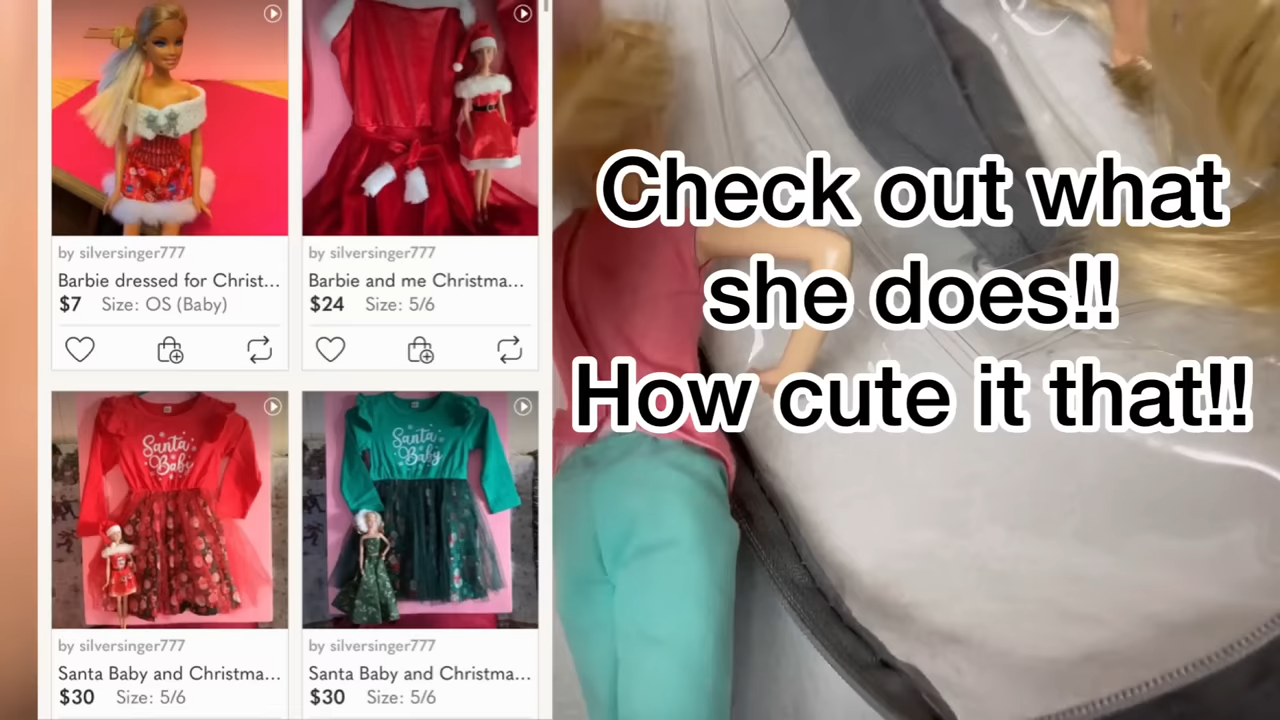 by silversinger777
Barbie dressed for Christ...
$7 Size: OS (Baby)
by silversinger777
Barbie and me Christma...
$24 Size: 5/6
Santa
Baby
by silversinger777
Santa Baby and Christma...
$30 Size: 5/6
Santa
Baby
by silversinger777
Santa Baby and Christma...
$30 Size: 5/6
Check out what
she does!!
How cute it that!!